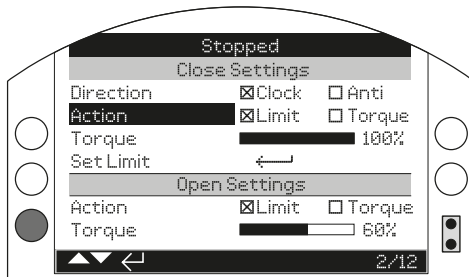 Stopped
Close Settings
Direction Clock Anti
Action Limit Torque
Torque 100%
Set Limit
Open Settings
Action Limit Torque
Torque 60%
2/12